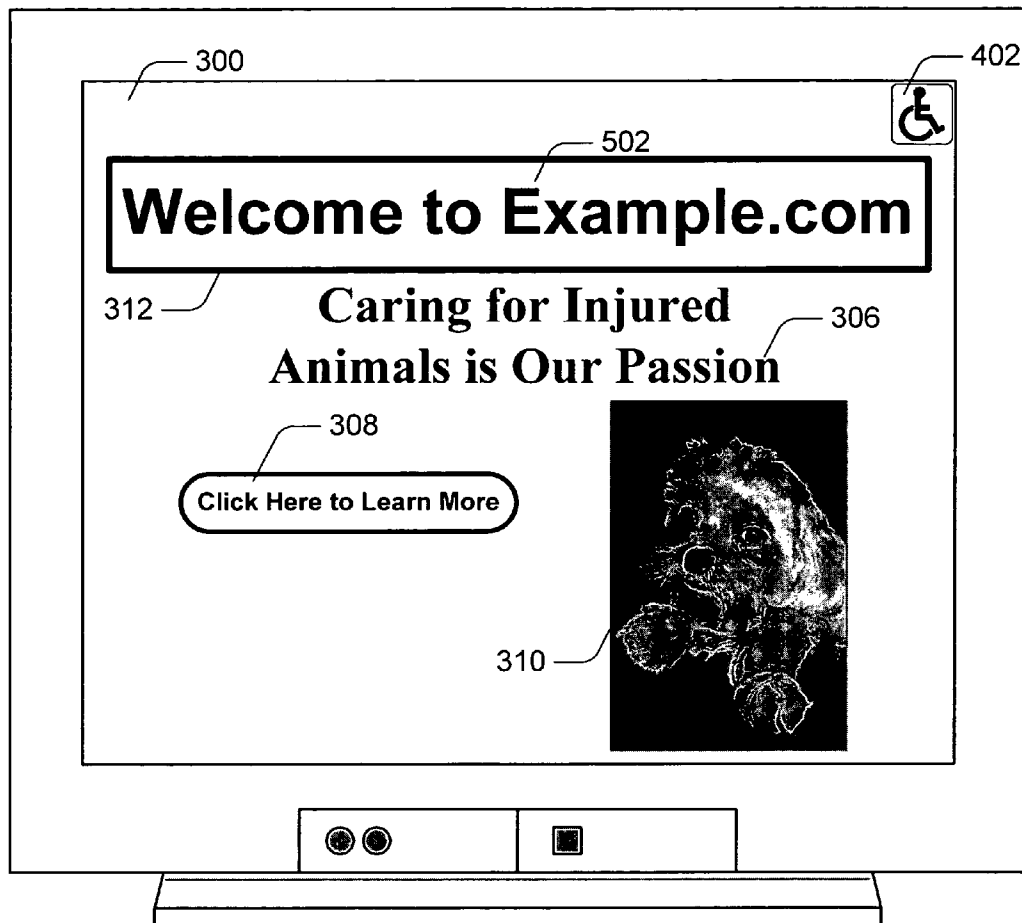 300
402
502
Welcome to Example.com
312
Caring for Injured
306
Animals is Our Passion
308
Click Here to Learn More
310